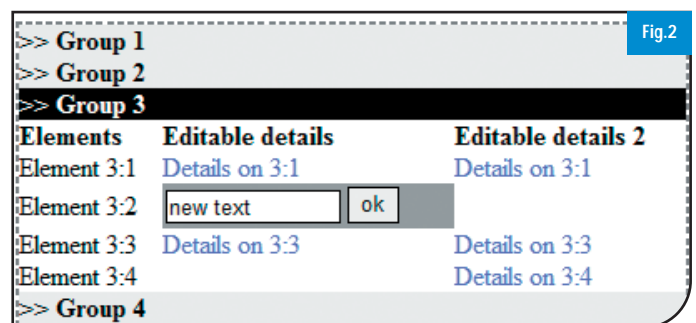 Fig.2
>> Group 1
>> Group 2
>> Group 3
Elements Editable details Editable details 2
Element 3:1 Details on 3:1 Details on 3:1
Element 3:2 new text ok
Element 3:3 Details on 3:3 Details on 3:3
Element 3:4 Details on 3:4
>> Group 4